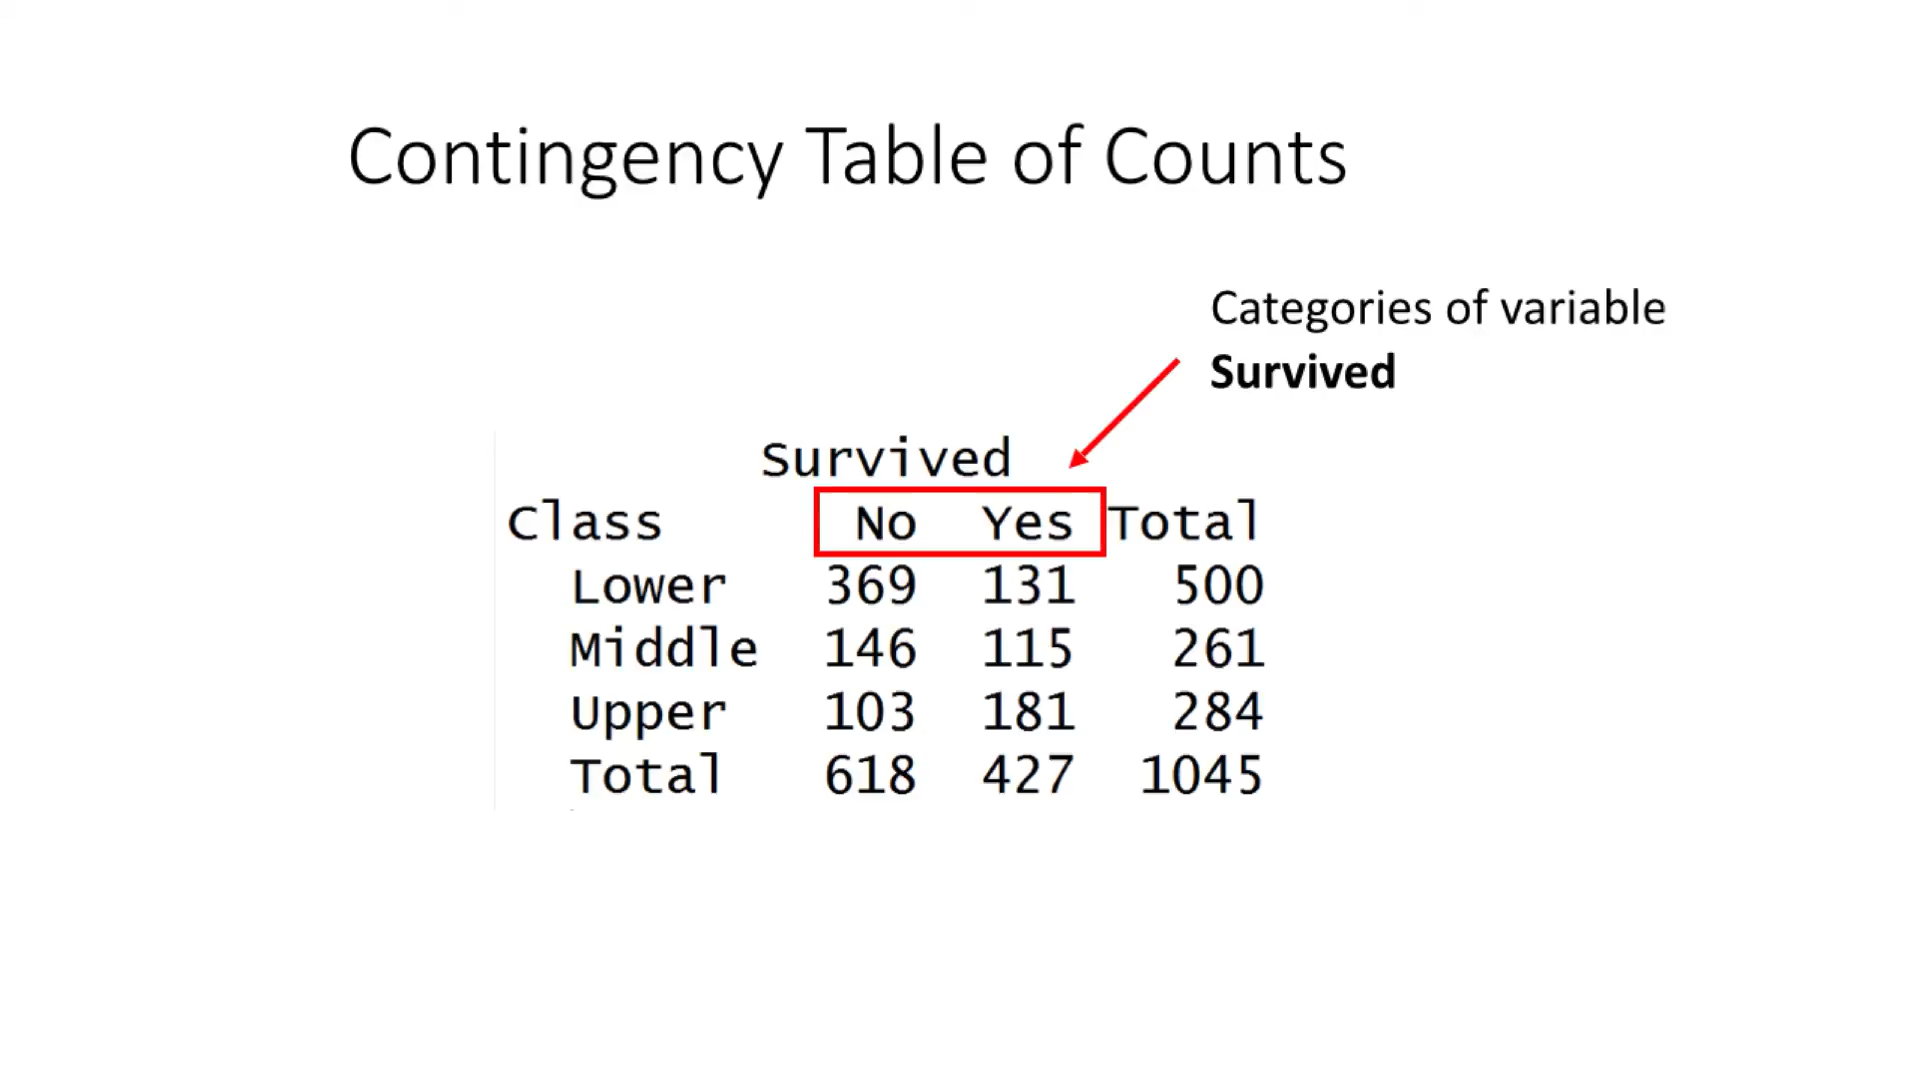 Contingency Table of Counts
Categories of variable
Survived
Survived
Class No Yes Total
Lower 369 131 500
Middle 146 115 261
Upper 103 181 284
Total 618 427 1045